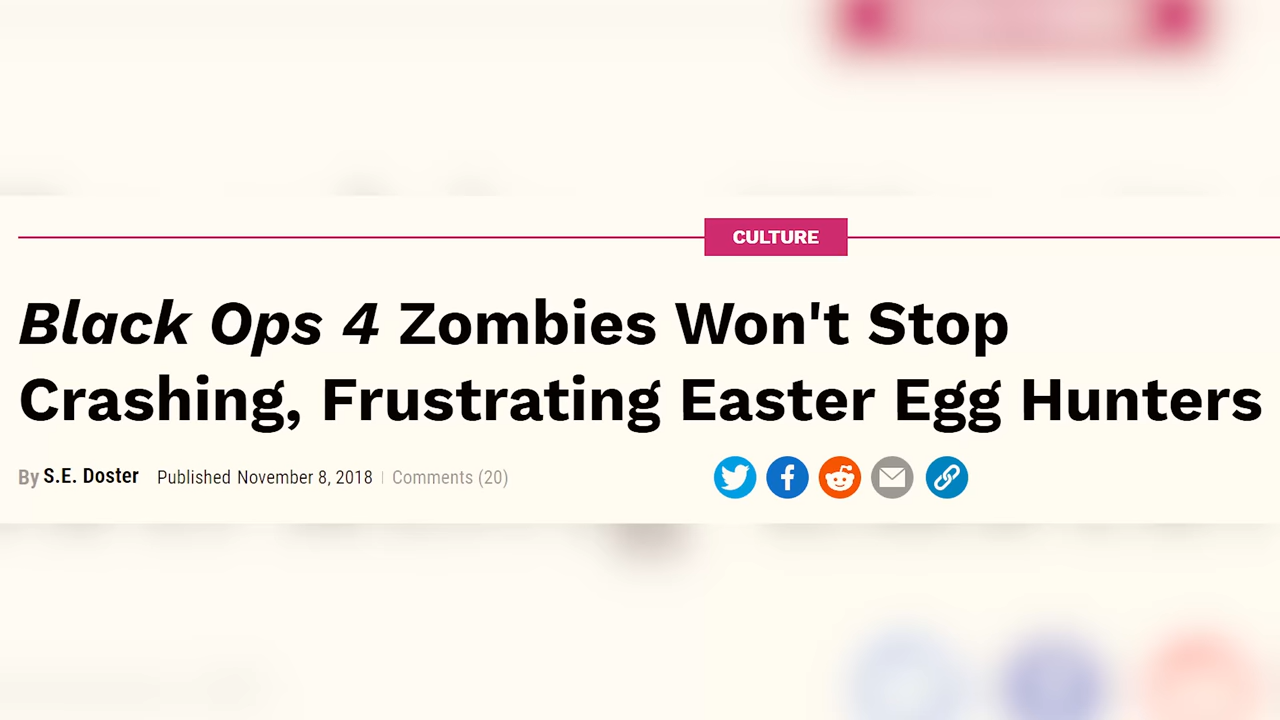 CULTURE
Black Ops 4 Zombies Won't Stop
Crashing, Frustrating Easter Egg Hunters
By S.E. Doster Published November 8, 2018 | Comments (20)